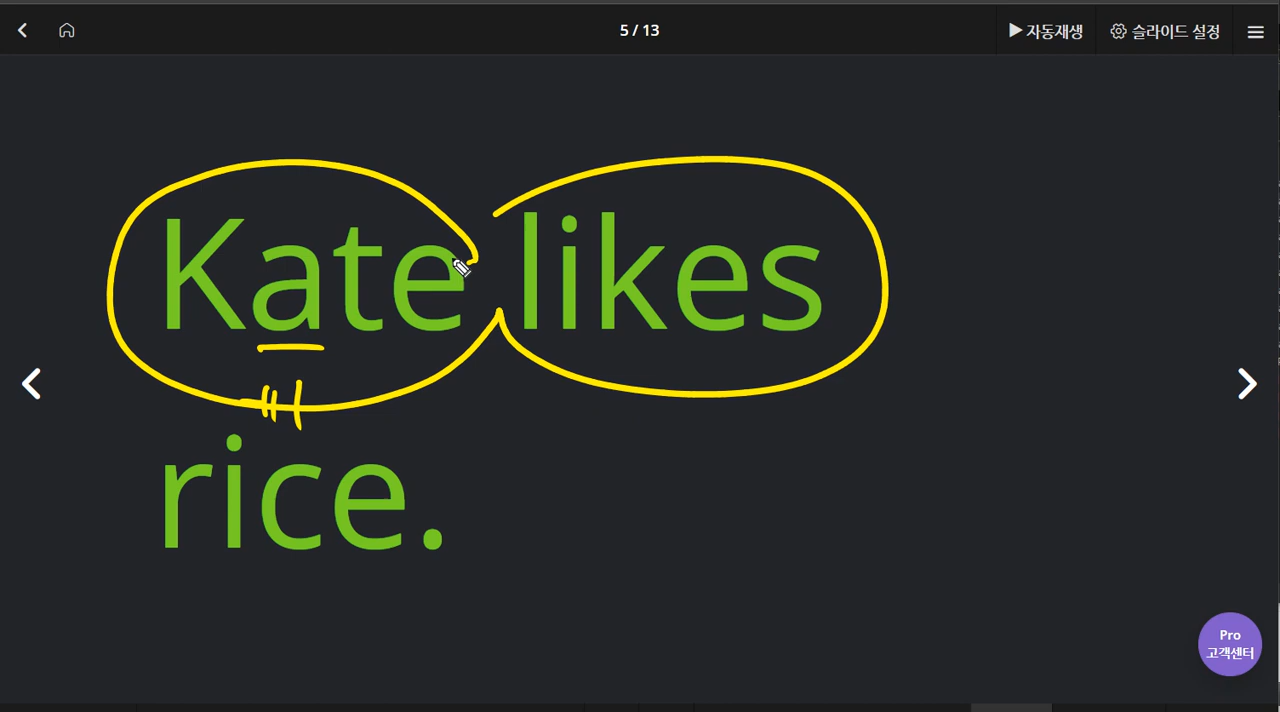 5 / 13
▶ 자동재생
슬라이드 설정
Kate likes
rice.
Pro
고객센터